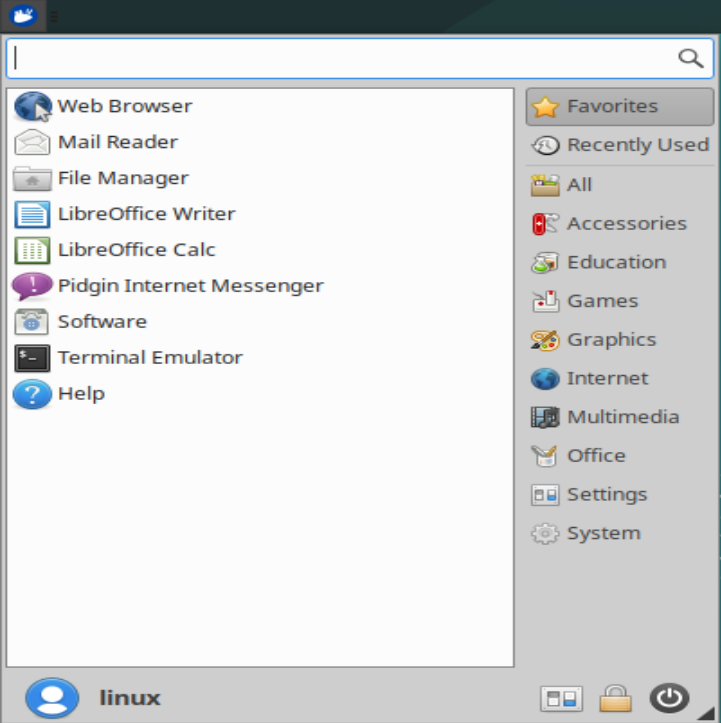 Web Browser
Mail Reader
File Manager
LibreOffice Writer
LibreOffice Calc
Pidgin Internet Messenger
Software
Terminal Emulator
Help
Favorites
Recently Used
All
Accessories
Education
Games
Graphics
Internet
Multimedia
Office
Settings
System
linux